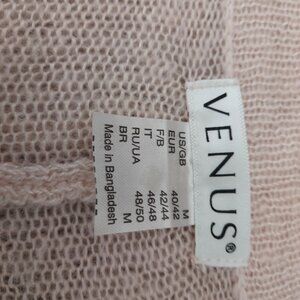 VENUS®
US/GB M
EUR 40/42
F/B 42/44
IT 46/48
RU/UA 48/50
BR M
Made in Bangladesh